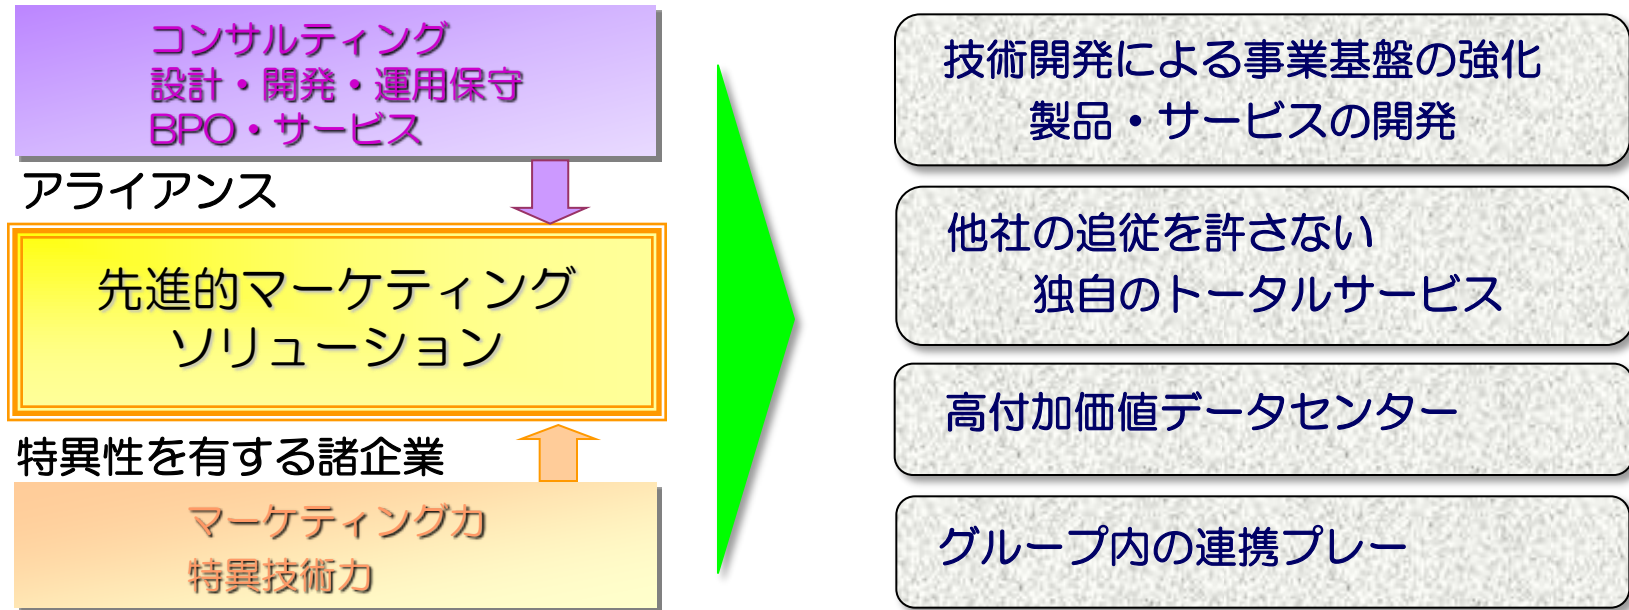 コンサルティング
設計・開発・運用保守
BPO・サービス
アライアンス
先進的マーケティング
ソリューション
特異性を有する諸企業
マーケティング力
特異技術力
技術開発による事業基盤の強化
製品・サービスの開発
他社の追従を許さない
独自のトータルサービス
高付加価値データセンター
グループ内の連携プレー